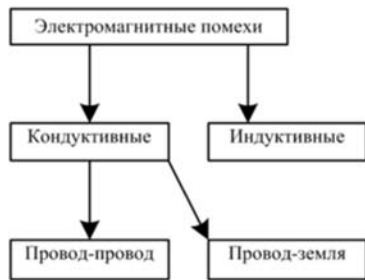 Электромагнитные помехи
Кондуктивные
Индуктивные
Провод-провод
Провод-земля